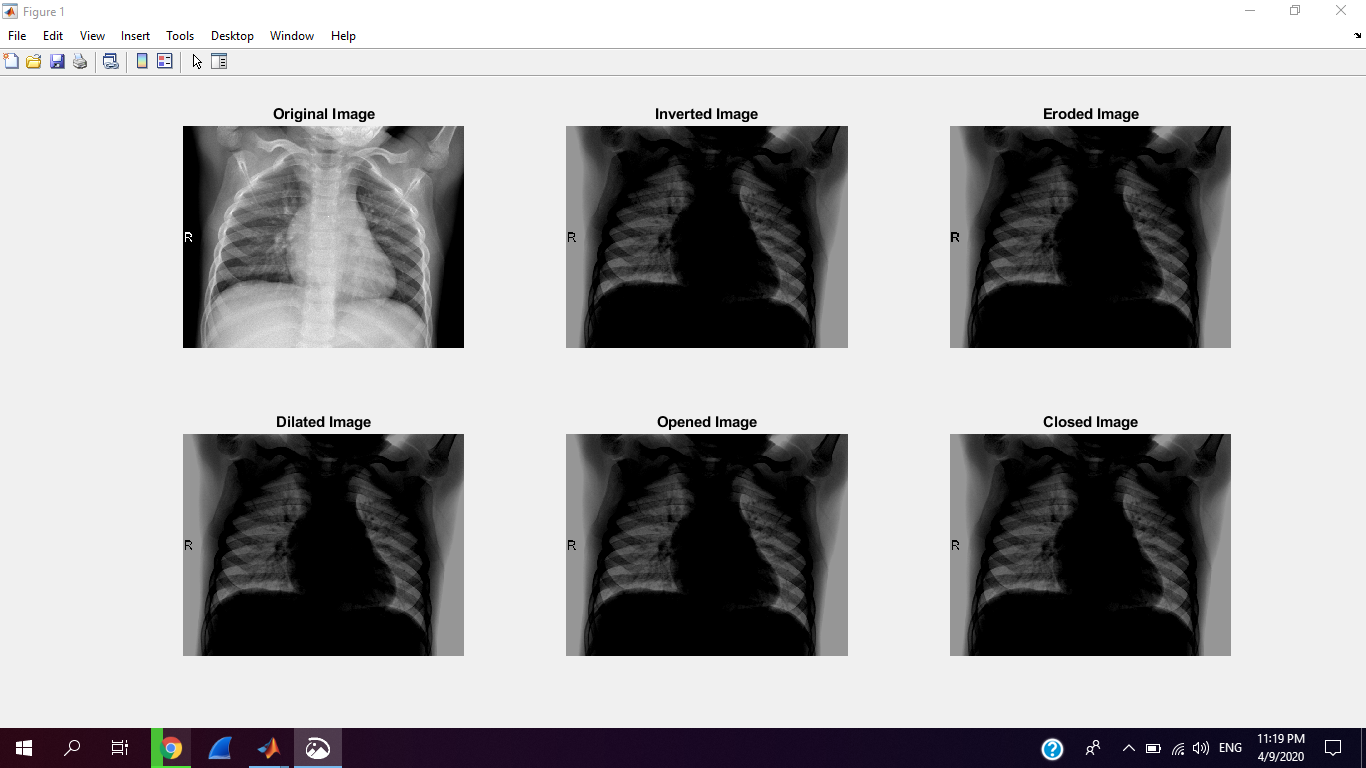 Figure 1
File Edit View Insert Tools Desktop Window Help
Original Image
Inverted Image
Eroded Image
R
R
R
Dilated Image
Opened Image
Closed Image
R
R
R
ENG
11:19 PM
4/9/2020